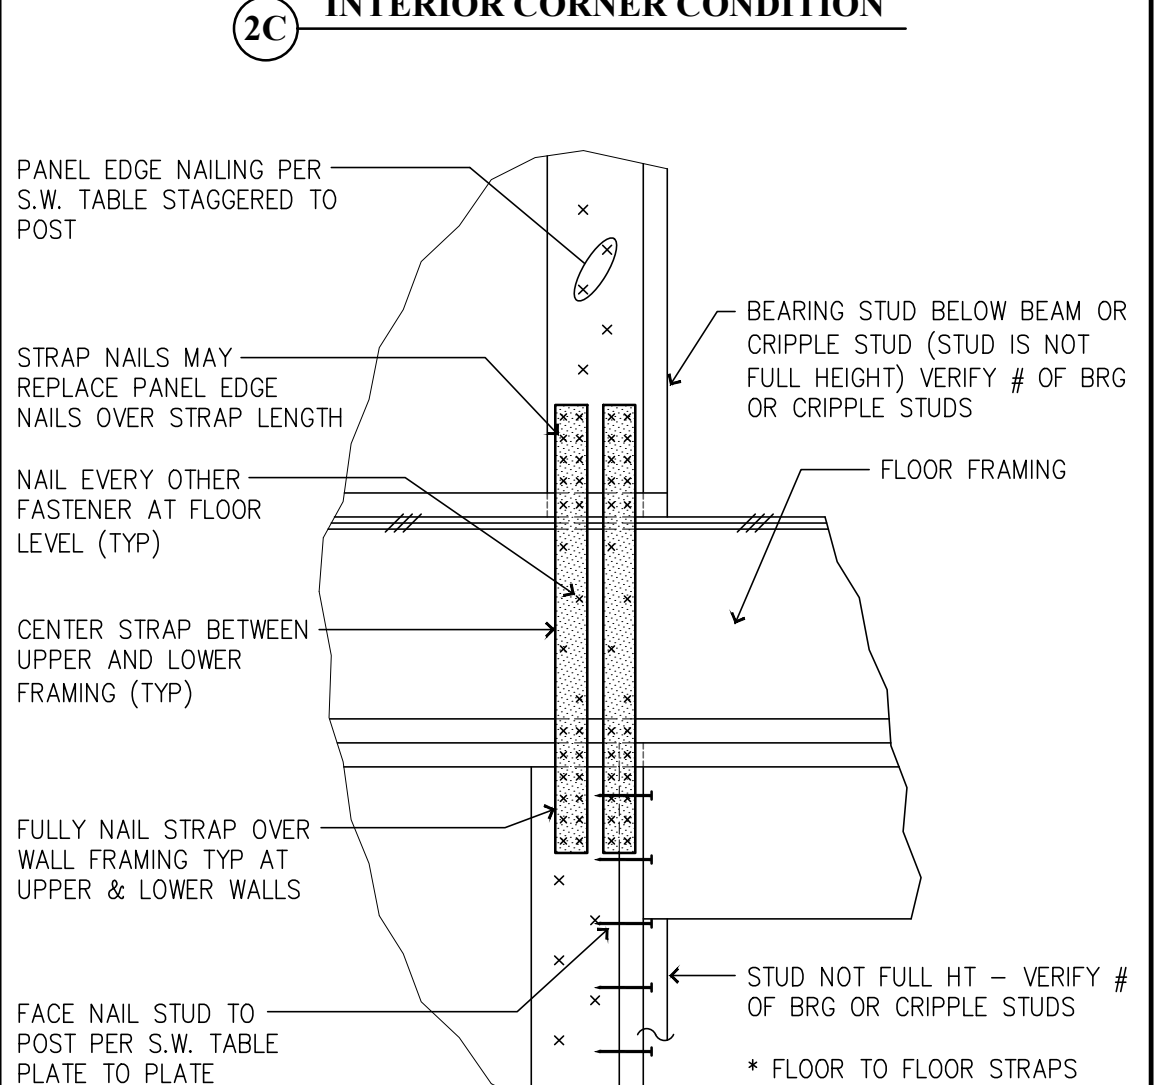 INTERIOR CORNER CONDITION
2C
PANEL EDGE NAILING PER
S.W. TABLE STAGGERED TO
POST
STRAP NAILS MAY
REPLACE PANEL EDGE
NAILS OVER STRAP LENGTH
NAIL EVERY OTHER
FASTENER AT FLOOR
LEVEL (TYP)
CENTER STRAP BETWEEN
UPPER AND LOWER
FRAMING (TYP)
FULLY NAIL STRAP OVER
WALL FRAMING TYP AT
UPPER & LOWER WALLS
FACE NAIL STUD TO
POST PER S.W. TABLE
PLATE TO PLATE
BEARING STUD BELOW BEAM OR
CRIPPLE STUD (STUD IS NOT
FULL HEIGHT) VERIFY # OF BRG
OR CRIPPLE STUDS
FLOOR FRAMING
STUD NOT FULL HT – VERIFY #
OF BRG OR CRIPPLE STUDS
* FLOOR TO FLOOR STRAPS